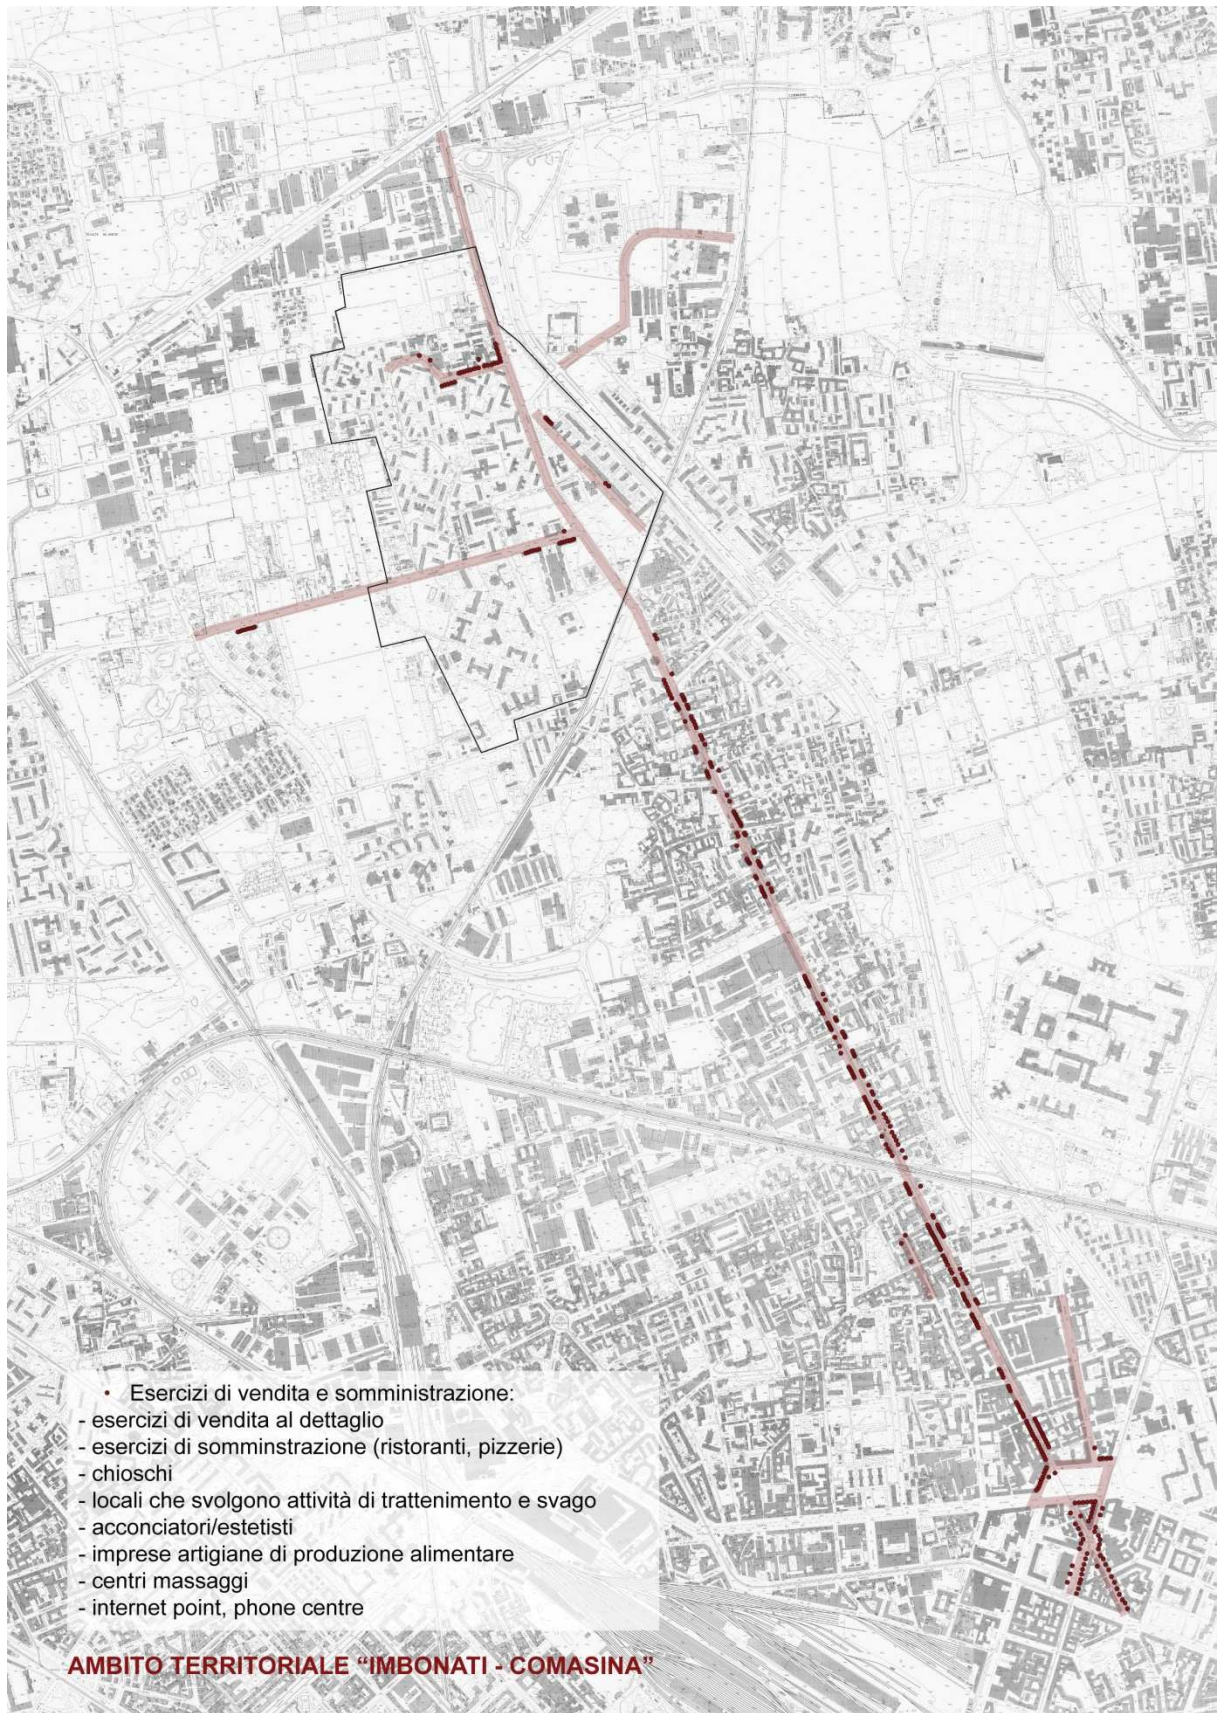 • Esercizi di vendita e somministrazione:
- esercizi di vendita al dettaglio
- esercizi di somminstrazione (ristoranti, pizzerie)
- chioschi
- locali che svolgono attività di trattenimento e svago
- acconciatori/estetisti
- imprese artigiane di produzione alimentare
- centri massaggi
- internet point, phone centre
AMBITO TERRITORIALE “IMBONATI - COMASINA”